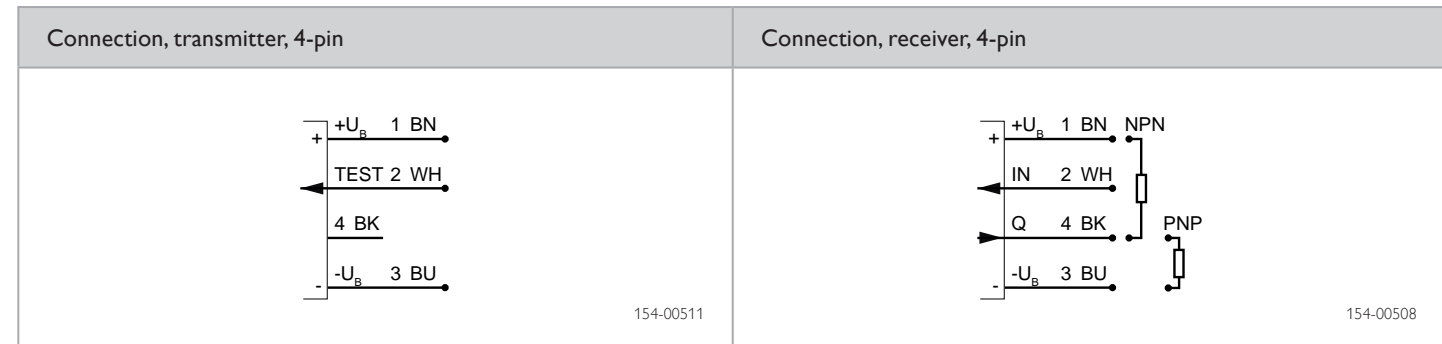 Connection, transmitter, 4-pin
+U_B 1 BN
+
TEST 2 WH
4 BK
-U_B 3 BU
-
154-00511
Connection, receiver, 4-pin
+U_B 1 BN NPN
+
IN 2 WH
Q 4 BK PNP
-U_B 3 BU
-
154-00508